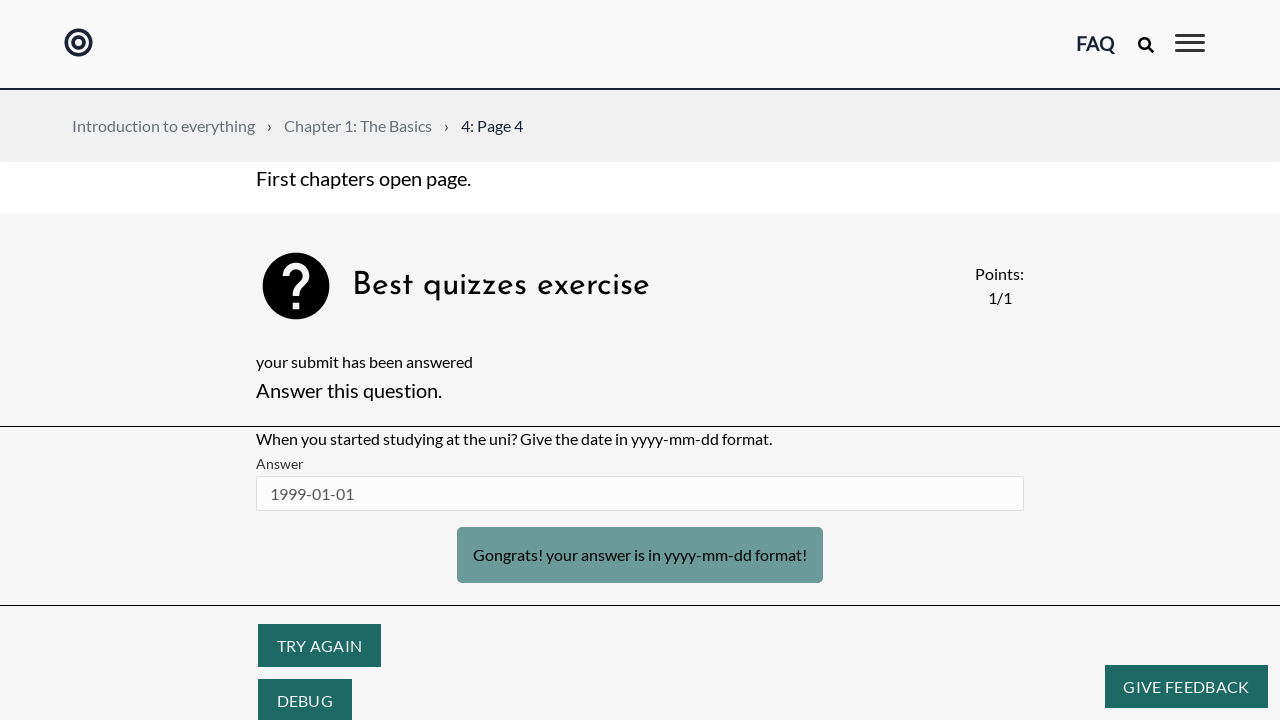 FAQ
Introduction to everything › Chapter 1: The Basics › 4: Page 4
First chapters open page.
Best quizzes exercise
Points:
1/1
your submit has been answered
Answer this question.
When you started studying at the uni? Give the date in yyyy-mm-dd format.
Answer
1999-01-01
Gongrats! your answer is in yyyy-mm-dd format!
TRY AGAIN
GIVE FEEDBACK
DEBUG